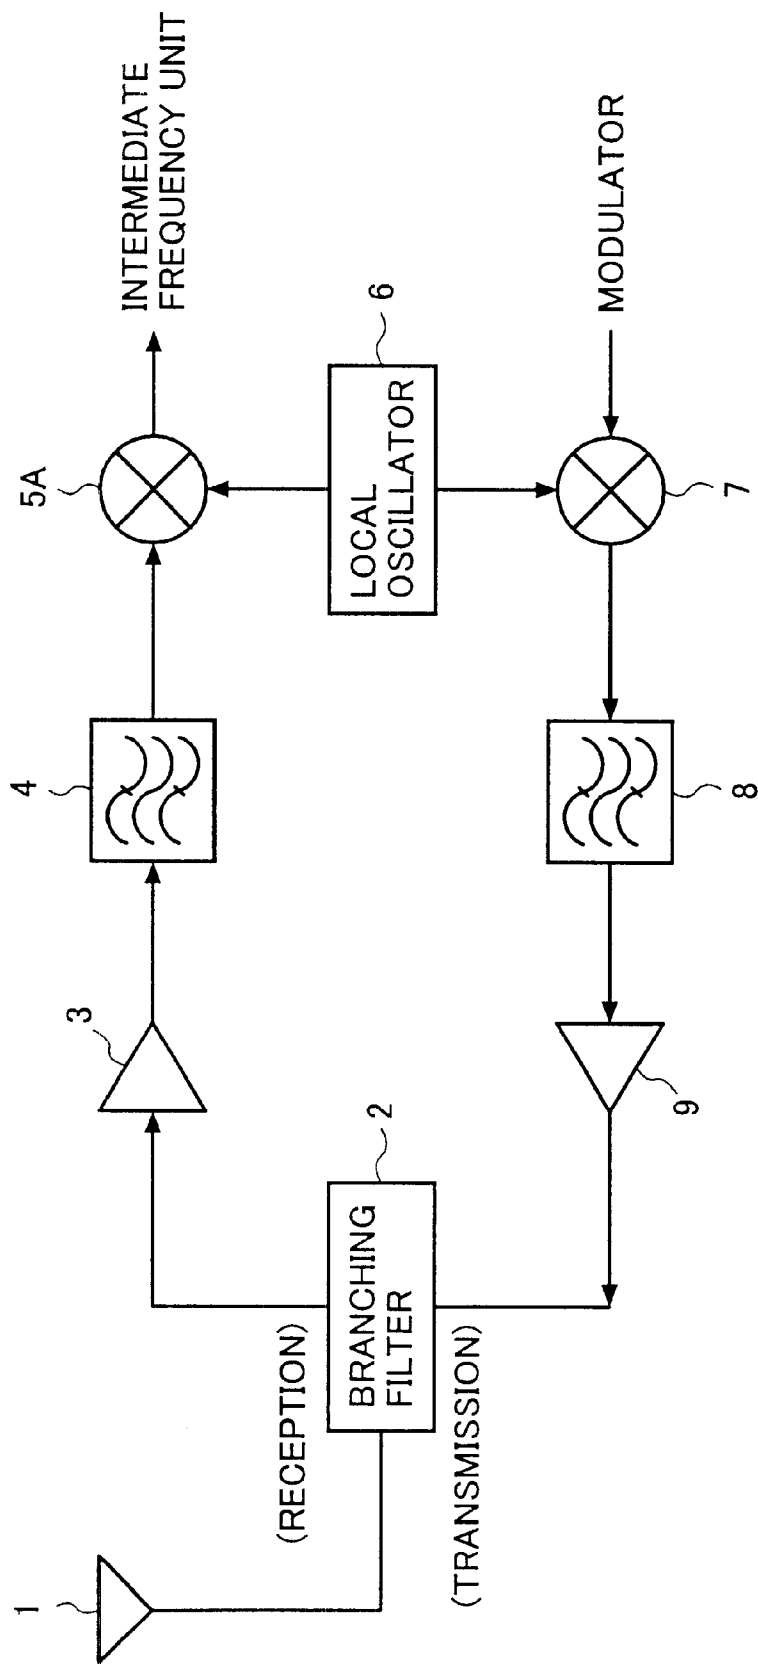 1
(RECEPTION)
BRANCHING
FILTER
2
(TRANSMISSION)
3
4
5A
INTERMEDIATE
FREQUENCY UNIT
LOCAL
OSCILLATOR
6
9
8
7
MODULATOR